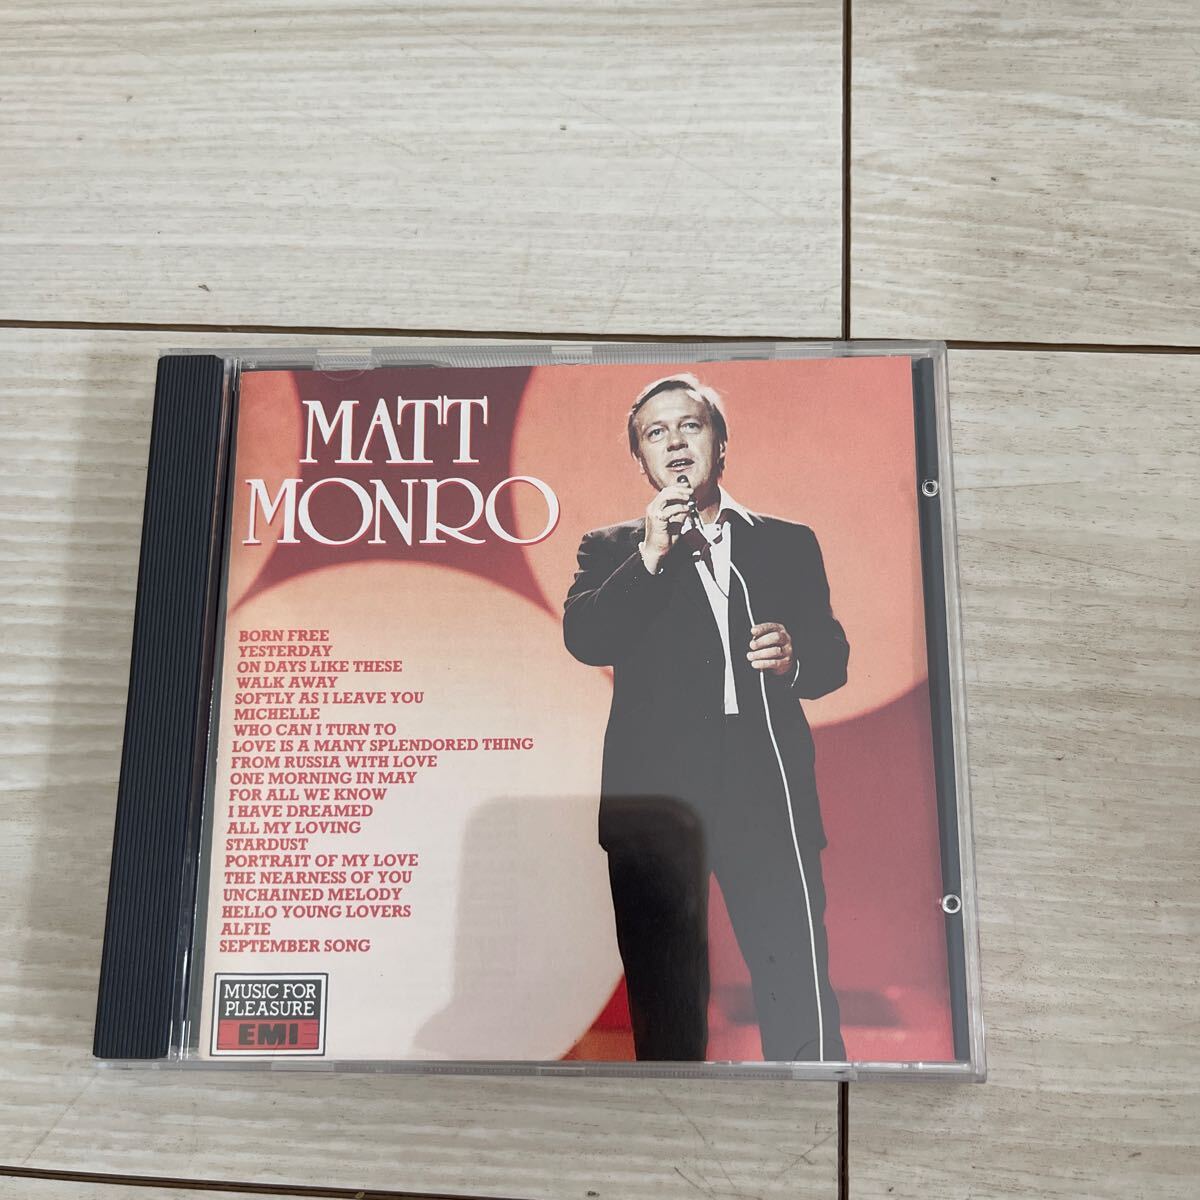 MATT
MONRO
BORN FREE
YESTERDAY
ON DAYS LIKE THESE
WALK AWAY
SOFTLY AS I LEAVE YOU
MICHELLE
WHO CAN I TURN TO
LOVE IS A MANY SPLENDORED THING
FROM RUSSIA WITH LOVE
ONE MORNING IN MAY
FOR ALL WE KNOW
I HAVE DREAMED
ALL MY LOVING
STARDUST
PORTRAIT OF MY LOVE
THE NEARNESS OF YOU
UNCHAINED MELODY
HELLO YOUNG LOVERS
ALFIE
SEPTEMBER SONG
MUSIC FOR
PLEASURE
EMI